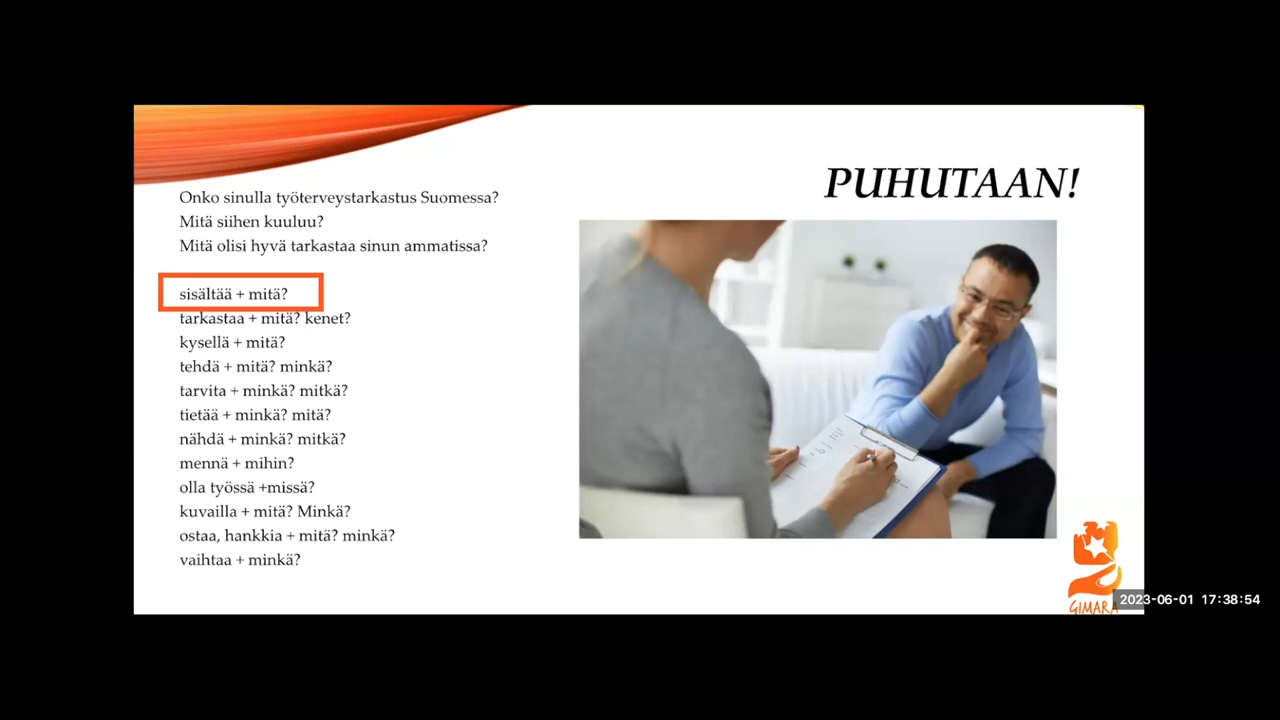 PUHUTAAN!
Onko sinulla työterveystarkastus Suomessa?
Mitä siihen kuuluu?
Mitä olisi hyvä tarkastaa sinun ammatissa?
sisältää + mitä?
tarkastaa + mitä? kenet?
kysellä + mitä?
tehdä + mitä? minkä?
tarvita + minkä? mitkä?
tietää + minkä? mitä?
nähdä + minkä? mitkä?
mennä + mihin?
olla työssä +missä?
kuvailla + mitä? Minkä?
ostaa, hankkia + mitä? minkä?
vaihtaa + minkä?
GIMARA
2023-06-01 17:38:54